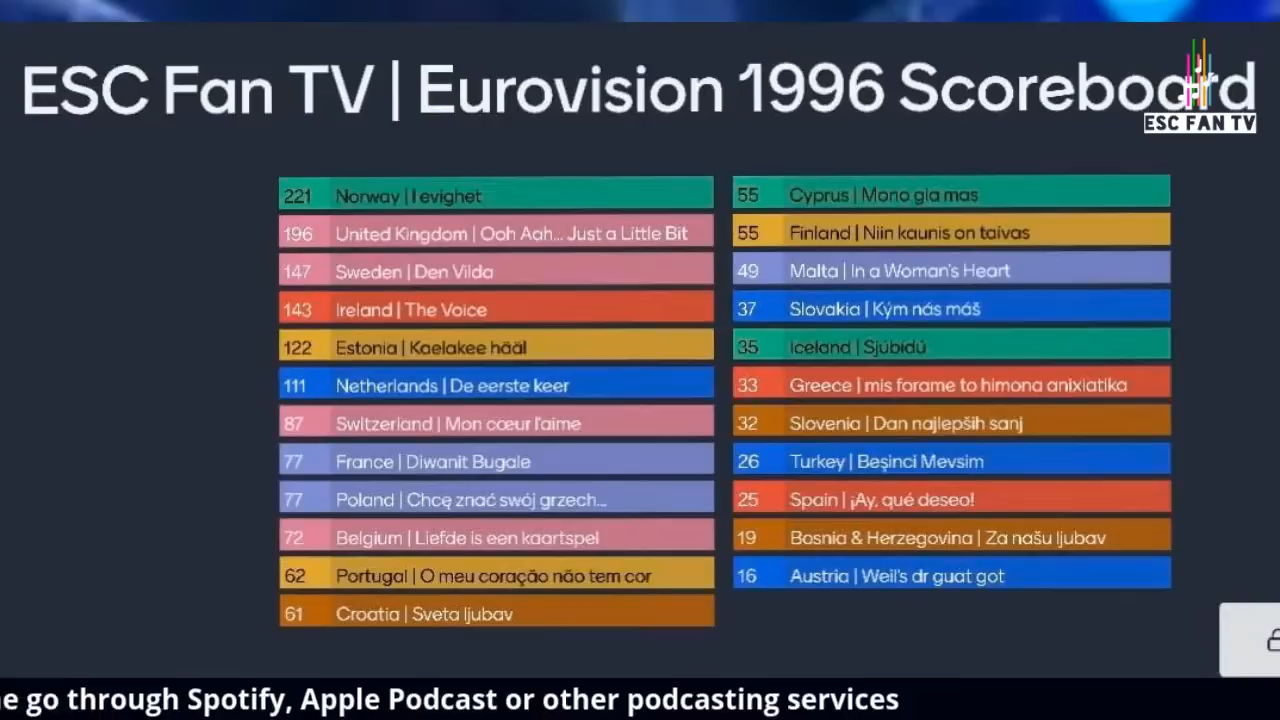 ESC Fan TV | Eurovision 1996 Scoreboard
ESC FAN TV
221 Norway | I evighet
196 United Kingdom | Ooh Aah... Just a Little Bit
147 Sweden | Den Vilda
143 Ireland | The Voice
122 Estonia | Kaelakee hääl
111 Netherlands | De eerste keer
87 Switzerland | Mon cœur l'aime
77 France | Diwanit Bugale
77 Poland | Chcę znać swój grzech...
72 Belgium | Liefde is een kaartspel
62 Portugal | O meu coração não tem cor
61 Croatia | Sveta ljubav
55 Cyprus | Mono gia mas
55 Finland | Niin kaunis on taivas
49 Malta | In a Woman's Heart
37 Slovakia | Kým nás máš
35 Iceland | Sjúbídú
33 Greece | mis forame to himona anixiatika
32 Slovenia | Dan najlepših sanj
26 Turkey | Beşinci Mevsim
25 Spain | ¡Ay, qué deseo!
19 Bosnia & Herzegovina | Za našu ljubav
16 Austria | Weil's dr guat got
go through Spotify, Apple Podcast or other podcasting services